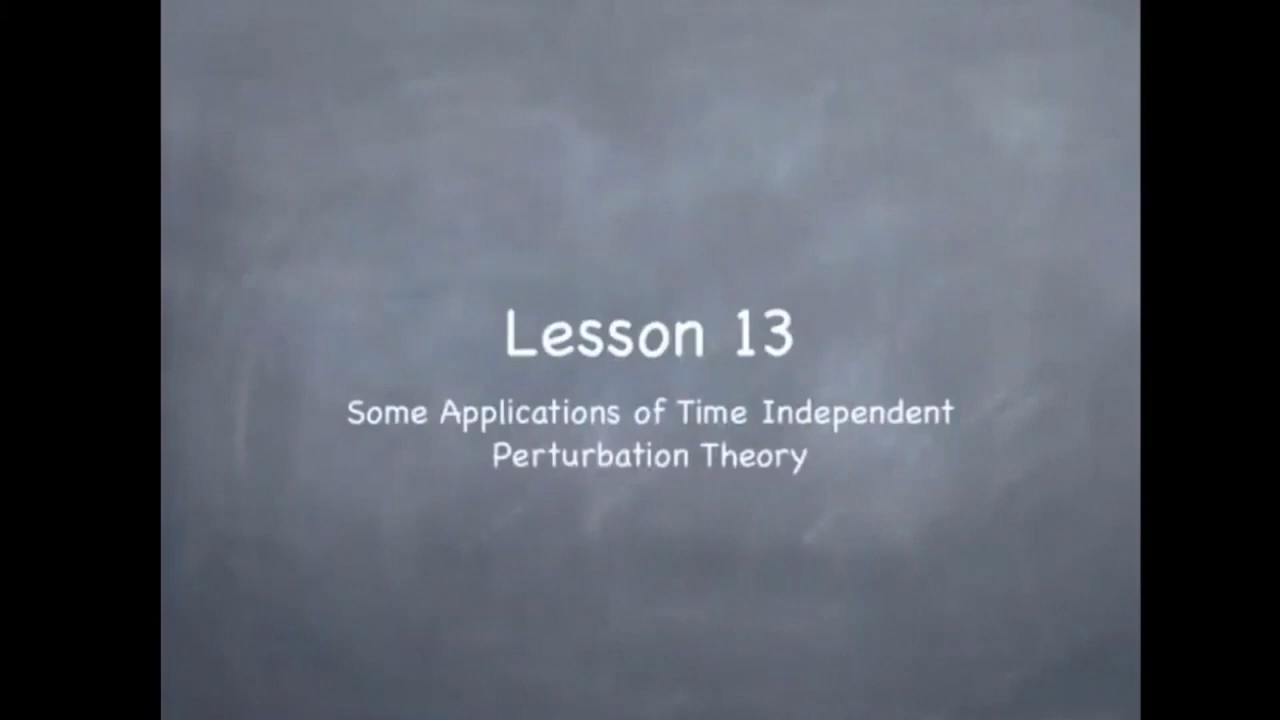 Lesson 13
Some Applications of Time Independent
Perturbation Theory